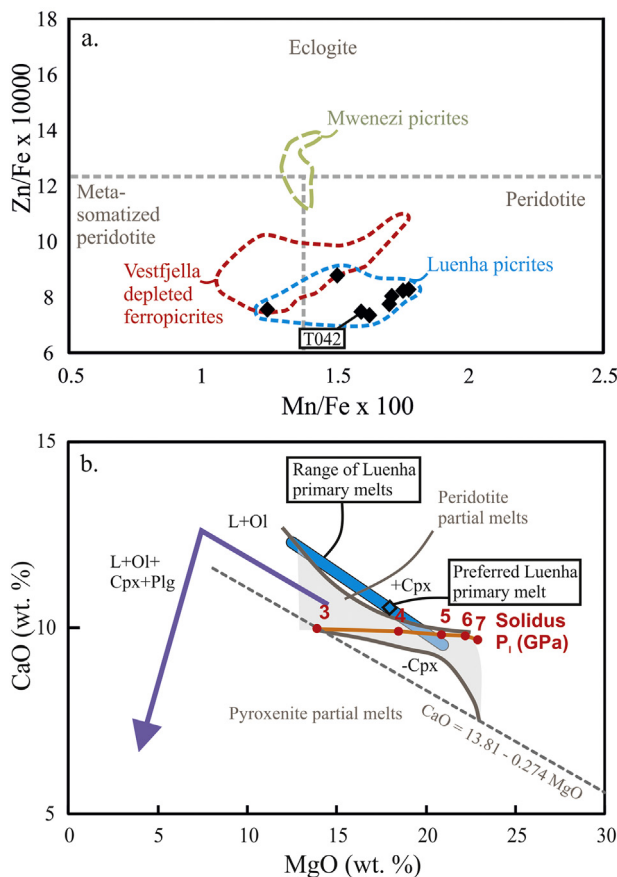 a.
18
16
14
12
10
8
6
Zn/Fe x 10000
Eclogite
Mwenezi picrites
Meta-
somatized
peridotite
Peridotite
Vestfjella
depleted
ferropicrites
Luenha picrites
T042
0.5
1
1.5
2
2.5
Mn/Fe x 100
b.
15
10
5
CaO (wt. %)
Range of Luenha
primary melts
Peridotite
partial melts
L+Ol
L+Ol+
Cpx+Plg
+Cpx
Preferred Luenha
primary melt
3
4
5
6
7
Solidus
Pᵢ (GPa)
-Cpx
Pyroxenite partial melts
CaO = 13.81 - 0.274 MgO
0
5
10
15
20
25
30
MgO (wt. %)